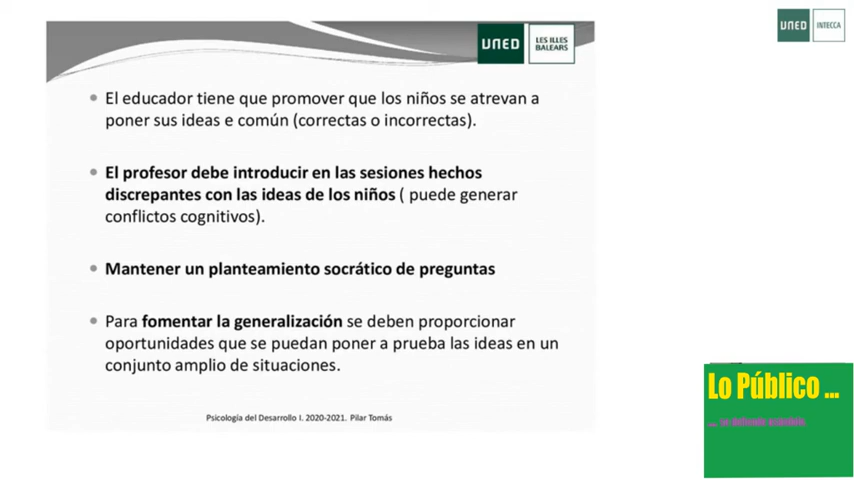 UNED
INTECCA
UNED
LES ILLES
BALEARS
El educador tiene que promover que los niños se atrevan a
poner sus ideas e común (correctas o incorrectas).
El profesor debe introducir en las sesiones hechos
discrepantes con las ideas de los niños ( puede generar
conflictos cognitivos).
Mantener un planteamiento socrático de preguntas
Para fomentar la generalización se deben proporcionar
oportunidades que se puedan poner a prueba las ideas en un
conjunto amplio de situaciones.
Psicología del Desarrollo I. 2020-2021. Pilar Tomás
Lo Público ...